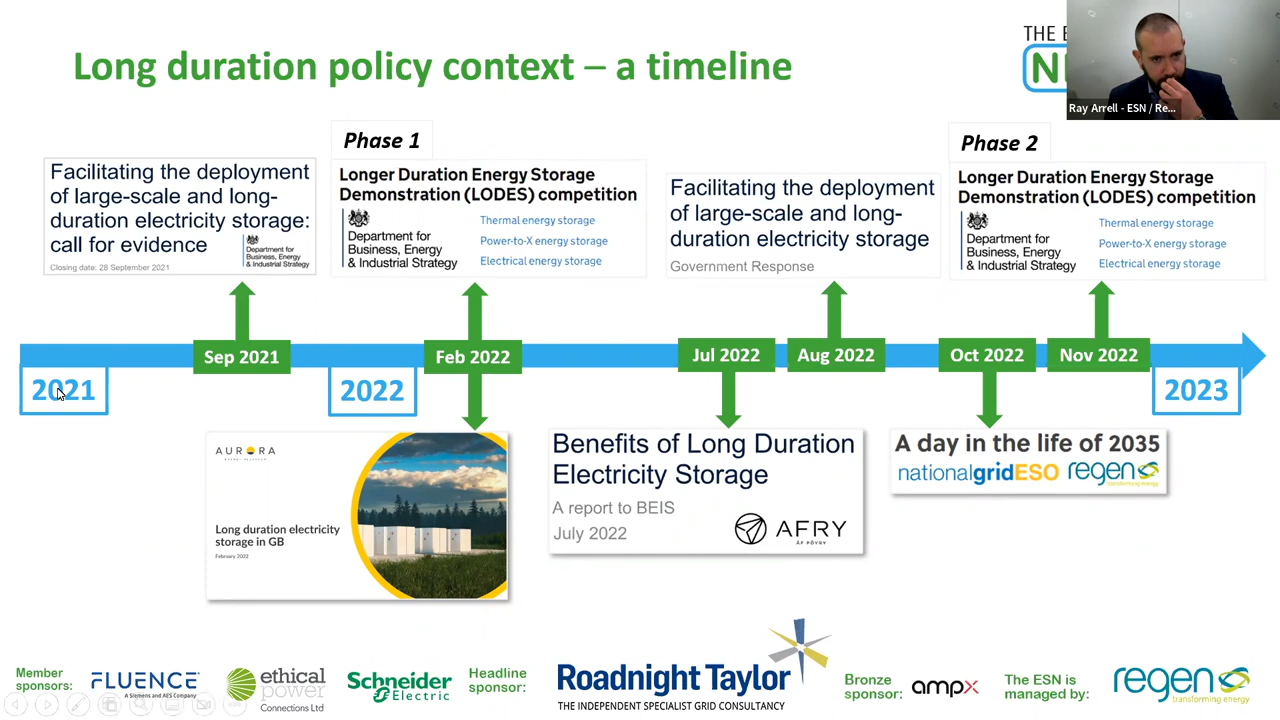 Long duration policy context – a timeline
THE E
N
Ray Arrell - ESN / Re...
Phase 1
Phase 2
Facilitating the deployment
of large-scale and long-
duration electricity storage:
call for evidence
Closing date: 28 September 2021
Department for
Business, Energy
& Industrial Strategy
Longer Duration Energy Storage
Demonstration (LODES) competition
Department for
Business, Energy
& Industrial Strategy
Thermal energy storage
Power-to-X energy storage
Electrical energy storage
Facilitating the deployment
of large-scale and long-
duration electricity storage
Government Response
Longer Duration Energy Storage
Demonstration (LODES) competition
Department for
Business, Energy
& Industrial Strategy
Thermal energy storage
Power-to-X energy storage
Electrical energy storage
Sep 2021
Feb 2022
Jul 2022
Aug 2022
Oct 2022
Nov 2022
2021
2022
2023
AURORA
Long duration electricity
storage in GB
February 2022
Benefits of Long Duration
Electricity Storage
A report to BEIS
July 2022
AFRY
ÅF PÖYRY
A day in the life of 2035
nationalgridESO
regen
transforming energy
Member
sponsors:
FLUENCE
A Siemens and AES Company
ethical
power
Connections Ltd
Schneider
Electric
Headline
sponsor:
Roadnight Taylor
THE INDEPENDENT SPECIALIST GRID CONSULTANCY
Bronze
sponsor:
ampx
The ESN is
managed by:
regen
transforming energy